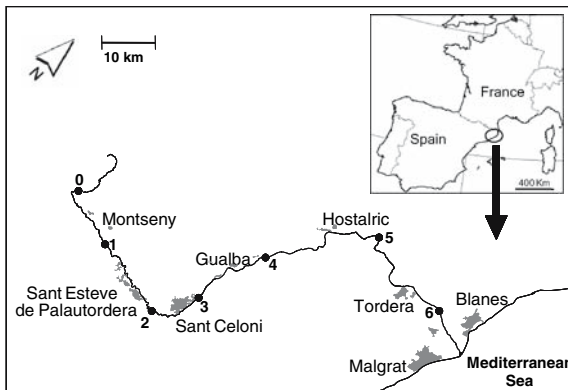 N
10 km
France
Spain
400 Km
0
Montseny
1
Sant Esteve
de Palautordera
2
Sant Celoni
3
Gualba
4
Hostalric
5
Tordera
6
Blanes
Malgrat
Mediterranean
Sea